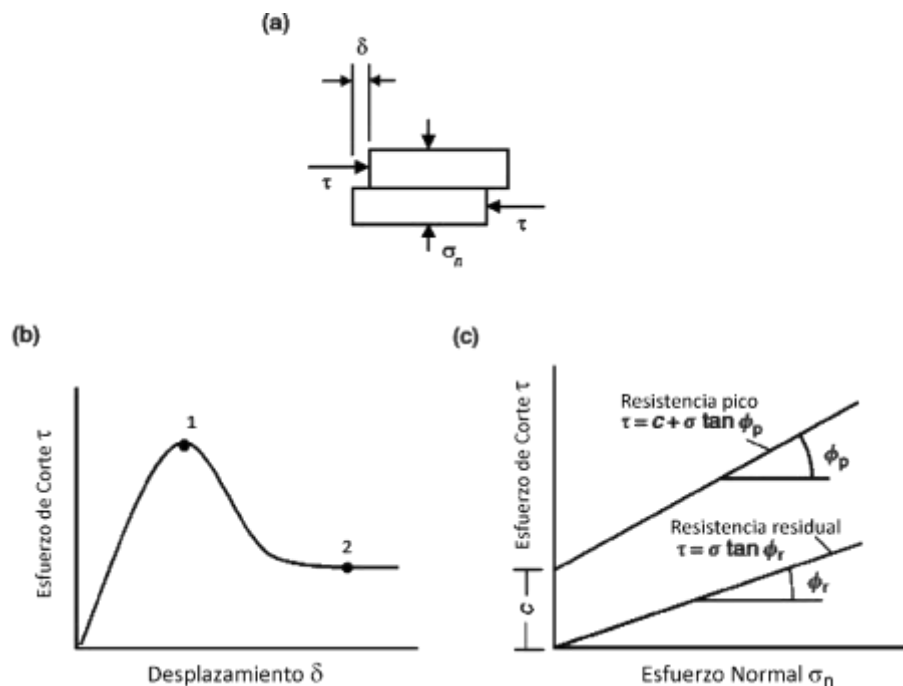 (a)
δ
τ
τ
σn
(b)
Esfuerzo de Corte τ
1
2
Desplazamiento δ
(c)
Esfuerzo de Corte τ
Resistencia pico
τ = c + σ tan ϕp
ϕp
Resistencia residual
τ = σ tan ϕr
ϕr
c
Esfuerzo Normal σn